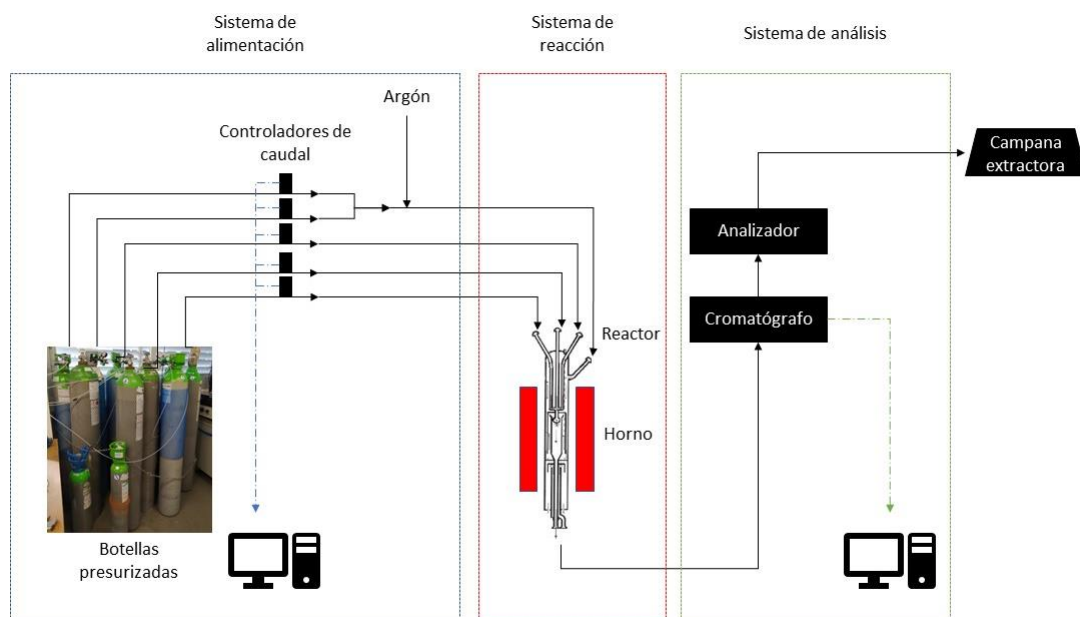 Sistema de
alimentación
Sistema de
reacción
Sistema de análisis
Argón
Controladores de
caudal
Campana
extractora
Analizador
Cromatógrafo
Reactor
Horno
Botellas
presurizadas